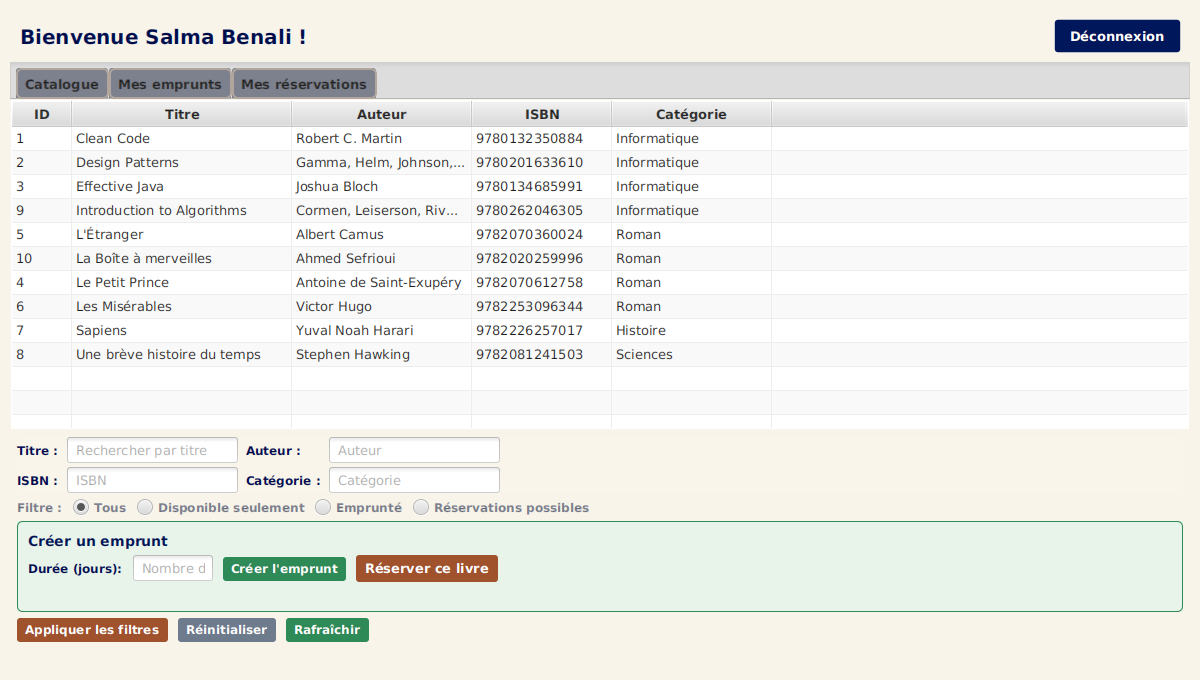 Bienvenue Salma Benali !
Déconnexion
Catalogue Mes emprunts Mes réservations
ID Titre Auteur ISBN Catégorie
1 Clean Code Robert C. Martin 9780132350884 Informatique
2 Design Patterns Gamma, Helm, Johnson,... 9780201633610 Informatique
3 Effective Java Joshua Bloch 9780134685991 Informatique
9 Introduction to Algorithms Cormen, Leiserson, Riv... 9780262046305 Informatique
5 L'Étranger Albert Camus 9782070360024 Roman
10 La Boîte à merveilles Ahmed Sefrioui 9782020259996 Roman
4 Le Petit Prince Antoine de Saint-Exupéry 9782070612758 Roman
6 Les Misérables Victor Hugo 9782253096344 Roman
7 Sapiens Yuval Noah Harari 9782226257017 Histoire
8 Une brève histoire du temps Stephen Hawking 9782081241503 Sciences
Titre : Rechercher par titre Auteur : Auteur
ISBN : ISBN Catégorie : Catégorie
Filtre : Tous Disponible seulement Emprunté Réservations possibles
Créer un emprunt
Durée (jours): Nombre d Créer l'emprunt Réserver ce livre
Appliquer les filtres Réinitialiser Rafraîchir